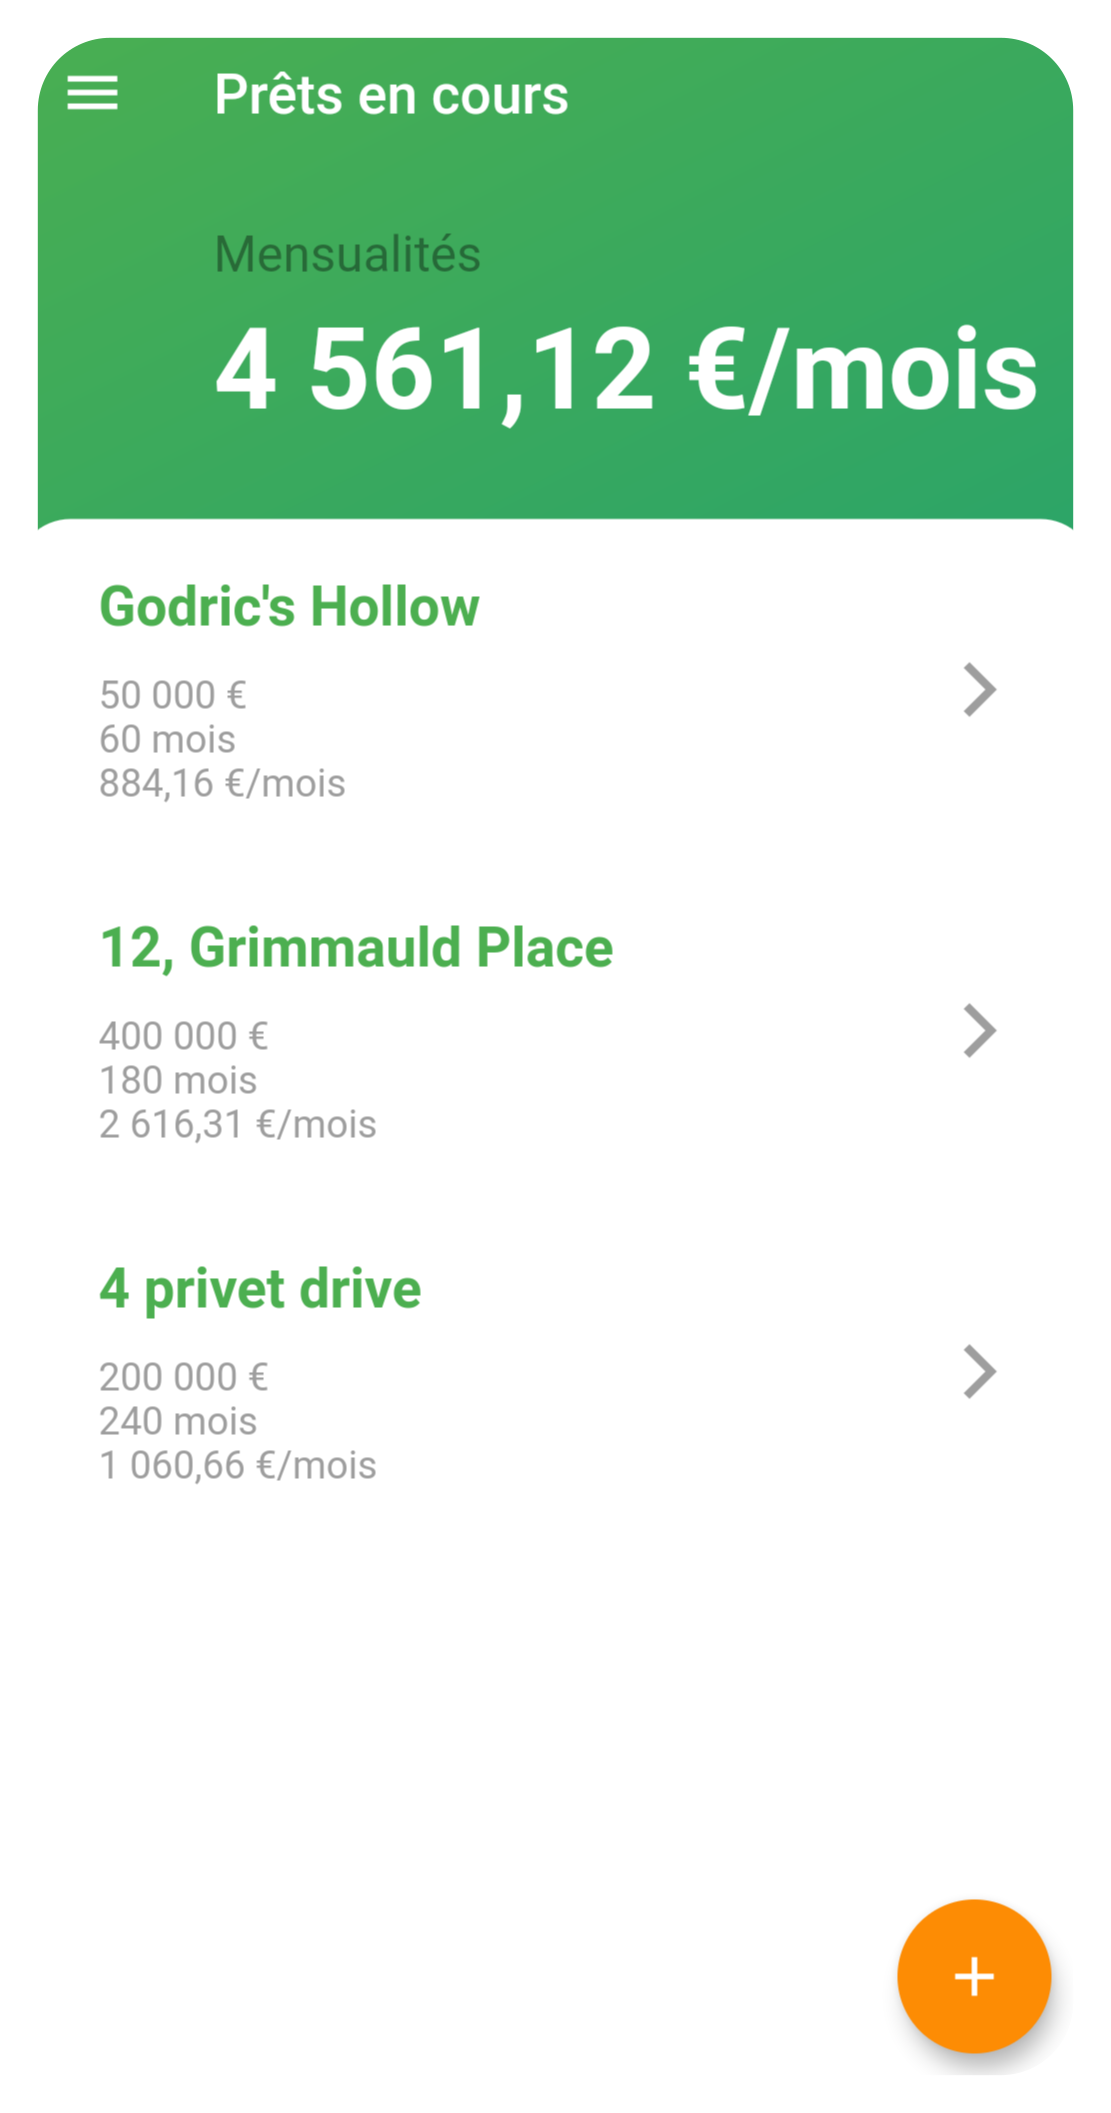 Prêts en cours
Mensualités
4 561,12 €/mois
Godric's Hollow
50 000 €
60 mois
884,16 €/mois
12, Grimmauld Place
400 000 €
180 mois
2 616,31 €/mois
4 privet drive
200 000 €
240 mois
1 060,66 €/mois